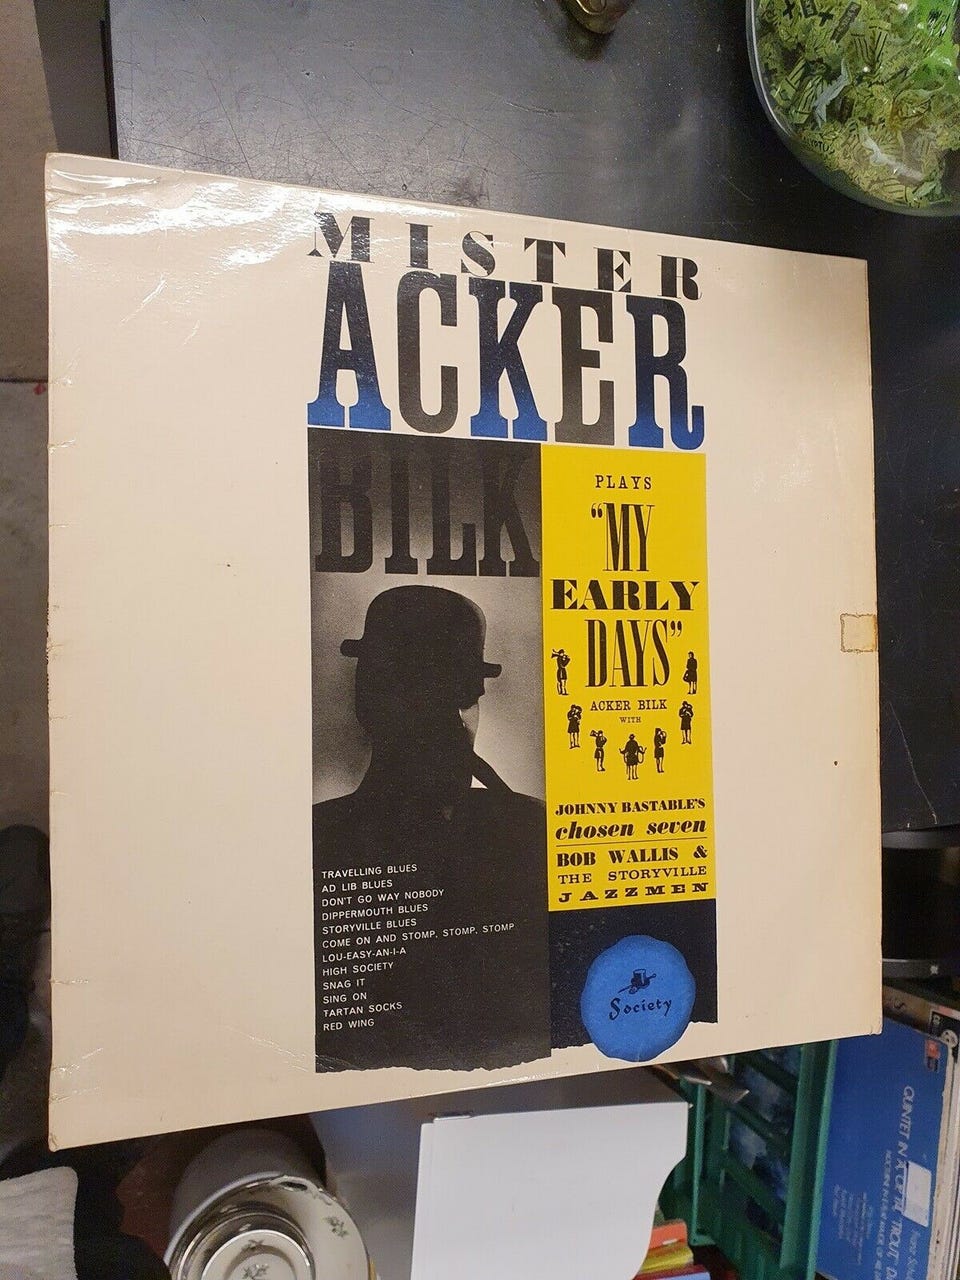 MISTER
ACKER
BILK
PLAYS
“MY
EARLY
DAYS”
ACKER BILK
WITH
JOHNNY BASTABLE'S
chosen seven
BOB WALLIS &
THE STORYVILLE
JAZZMEN
TRAVELLING BLUES
AD LIB BLUES
DON'T GO WAY NOBODY
DIPPERMOUTH BLUES
STORYVILLE BLUES
COME ON AND STOMP, STOMP, STOMP
LOU-EASY-AN-I-A
HIGH SOCIETY
SNAG IT
SING ON
TARTAN SOCKS
RED WING
Society
QUINTET IN A